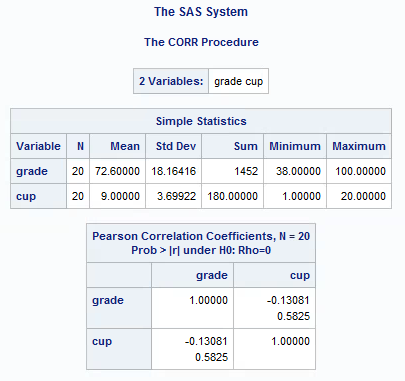 The SAS System
The CORR Procedure
2 Variables: grade cup
Simple Statistics
Variable N Mean Std Dev Sum Minimum Maximum
grade 20 72.60000 18.16416 1452 38.00000 100.00000
cup 20 9.00000 3.69922 180.00000 1.00000 20.00000
Pearson Correlation Coefficients, N = 20
Prob > |r| under H0: Rho=0
grade cup
grade 1.00000 -0.13081
0.5825
cup -0.13081 1.00000
0.5825